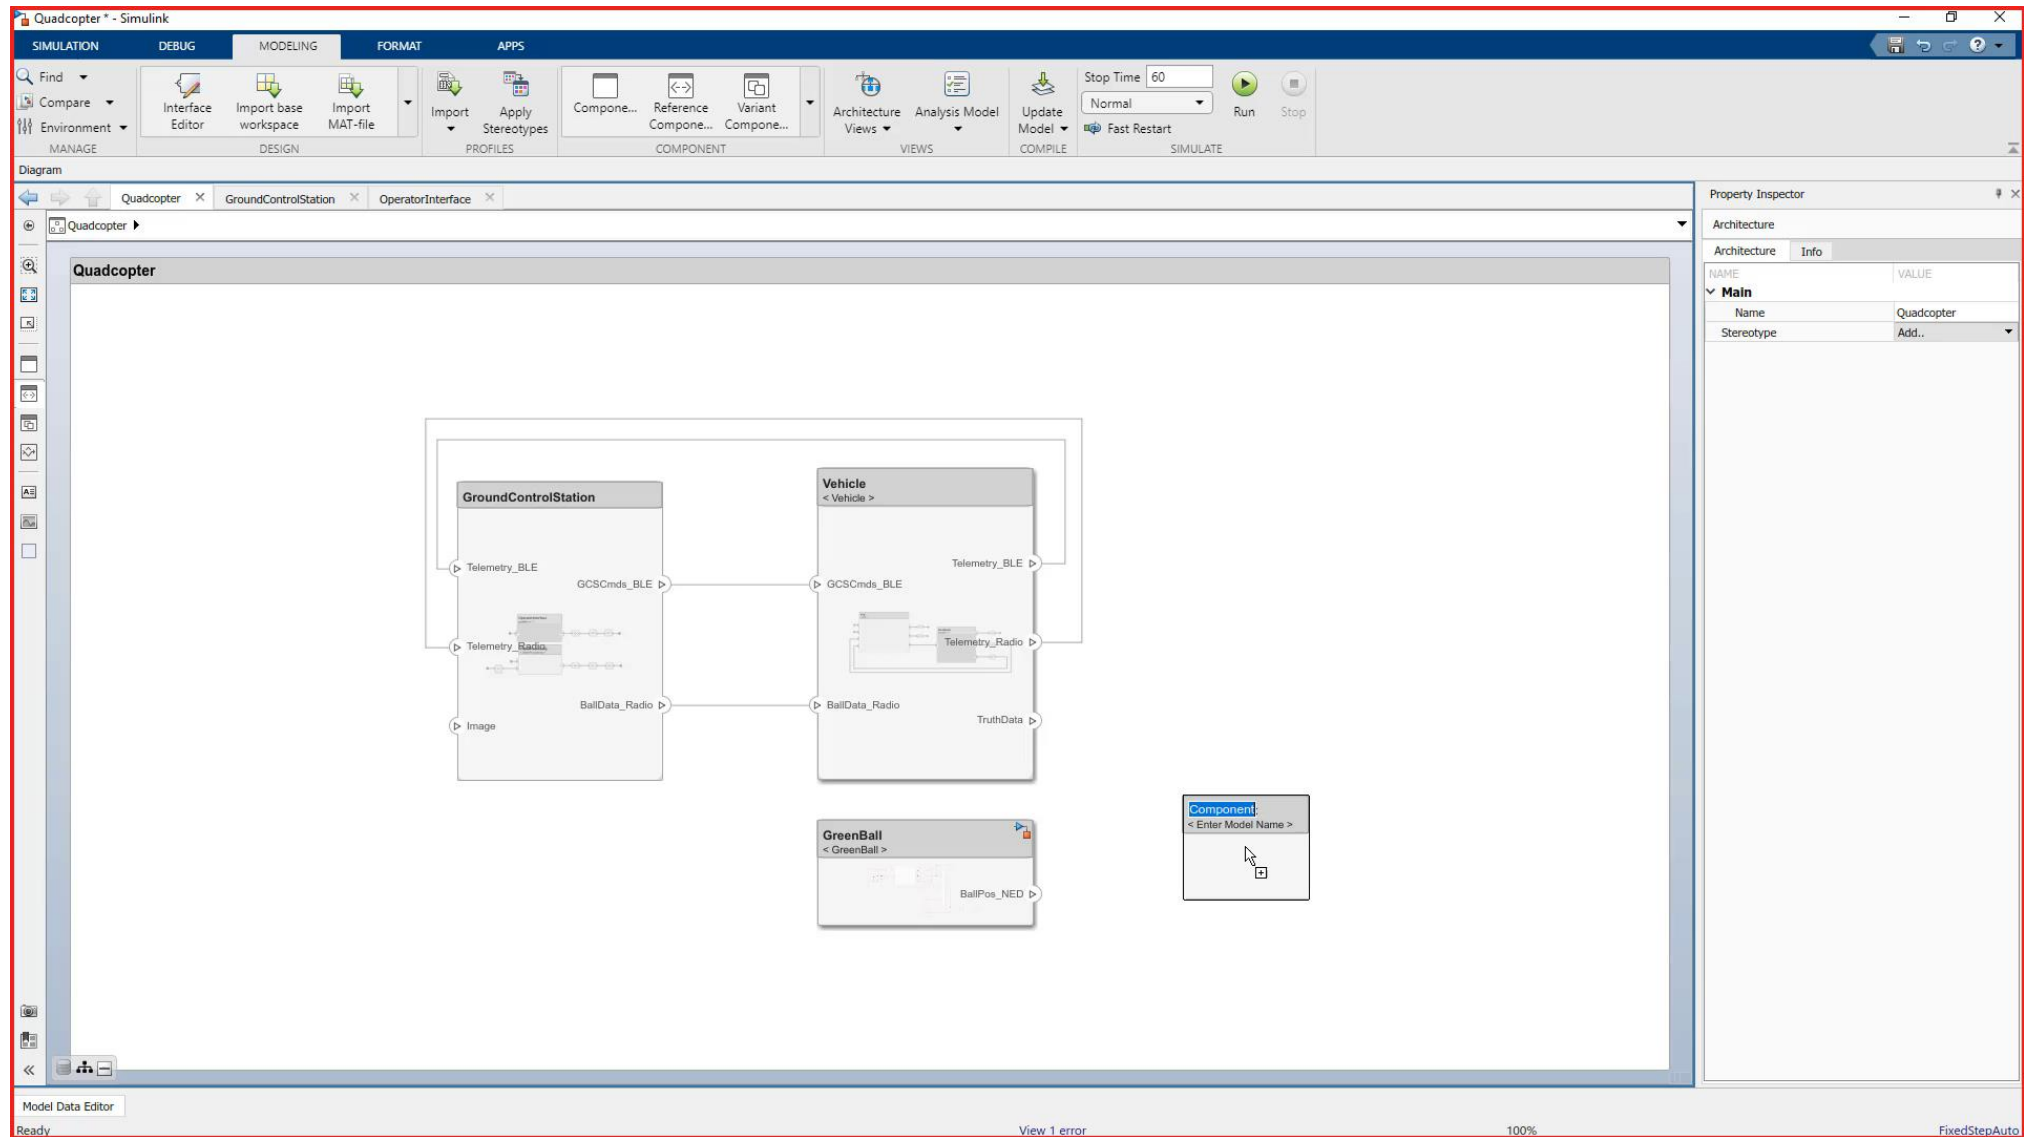 Quadcopter * - Simulink
SIMULATION DEBUG MODELING FORMAT APPS
Find
Compare
Environment
MANAGE
Interface Editor
Import base workspace
Import MAT-file
DESIGN
Import
Apply Stereotypes
PROFILES
Compone...
Reference Compone...
Variant Compone...
COMPONENT
Architecture Views
Analysis Model
VIEWS
Update Model
COMPILE
Stop Time 60
Normal
Fast Restart
Run
Stop
SIMULATE
Diagram
Quadcopter GroundControlStation OperatorInterface
Quadcopter
Quadcopter
GroundControlStation
Telemetry_BLE
GCSCmds_BLE
Telemetry_Radio
BallData_Radio
Image
Vehicle
< Vehicle >
Telemetry_BLE
GCSCmds_BLE
Telemetry_Radio
BallData_Radio
TruthData
GreenBall
< GreenBall >
BallPos_NED
Component:
< Enter Model Name >
Property Inspector
Architecture
Architecture Info
NAME VALUE
Main
Name Quadcopter
Stereotype Add..
Model Data Editor
Ready View 1 error 100% FixedStepAuto